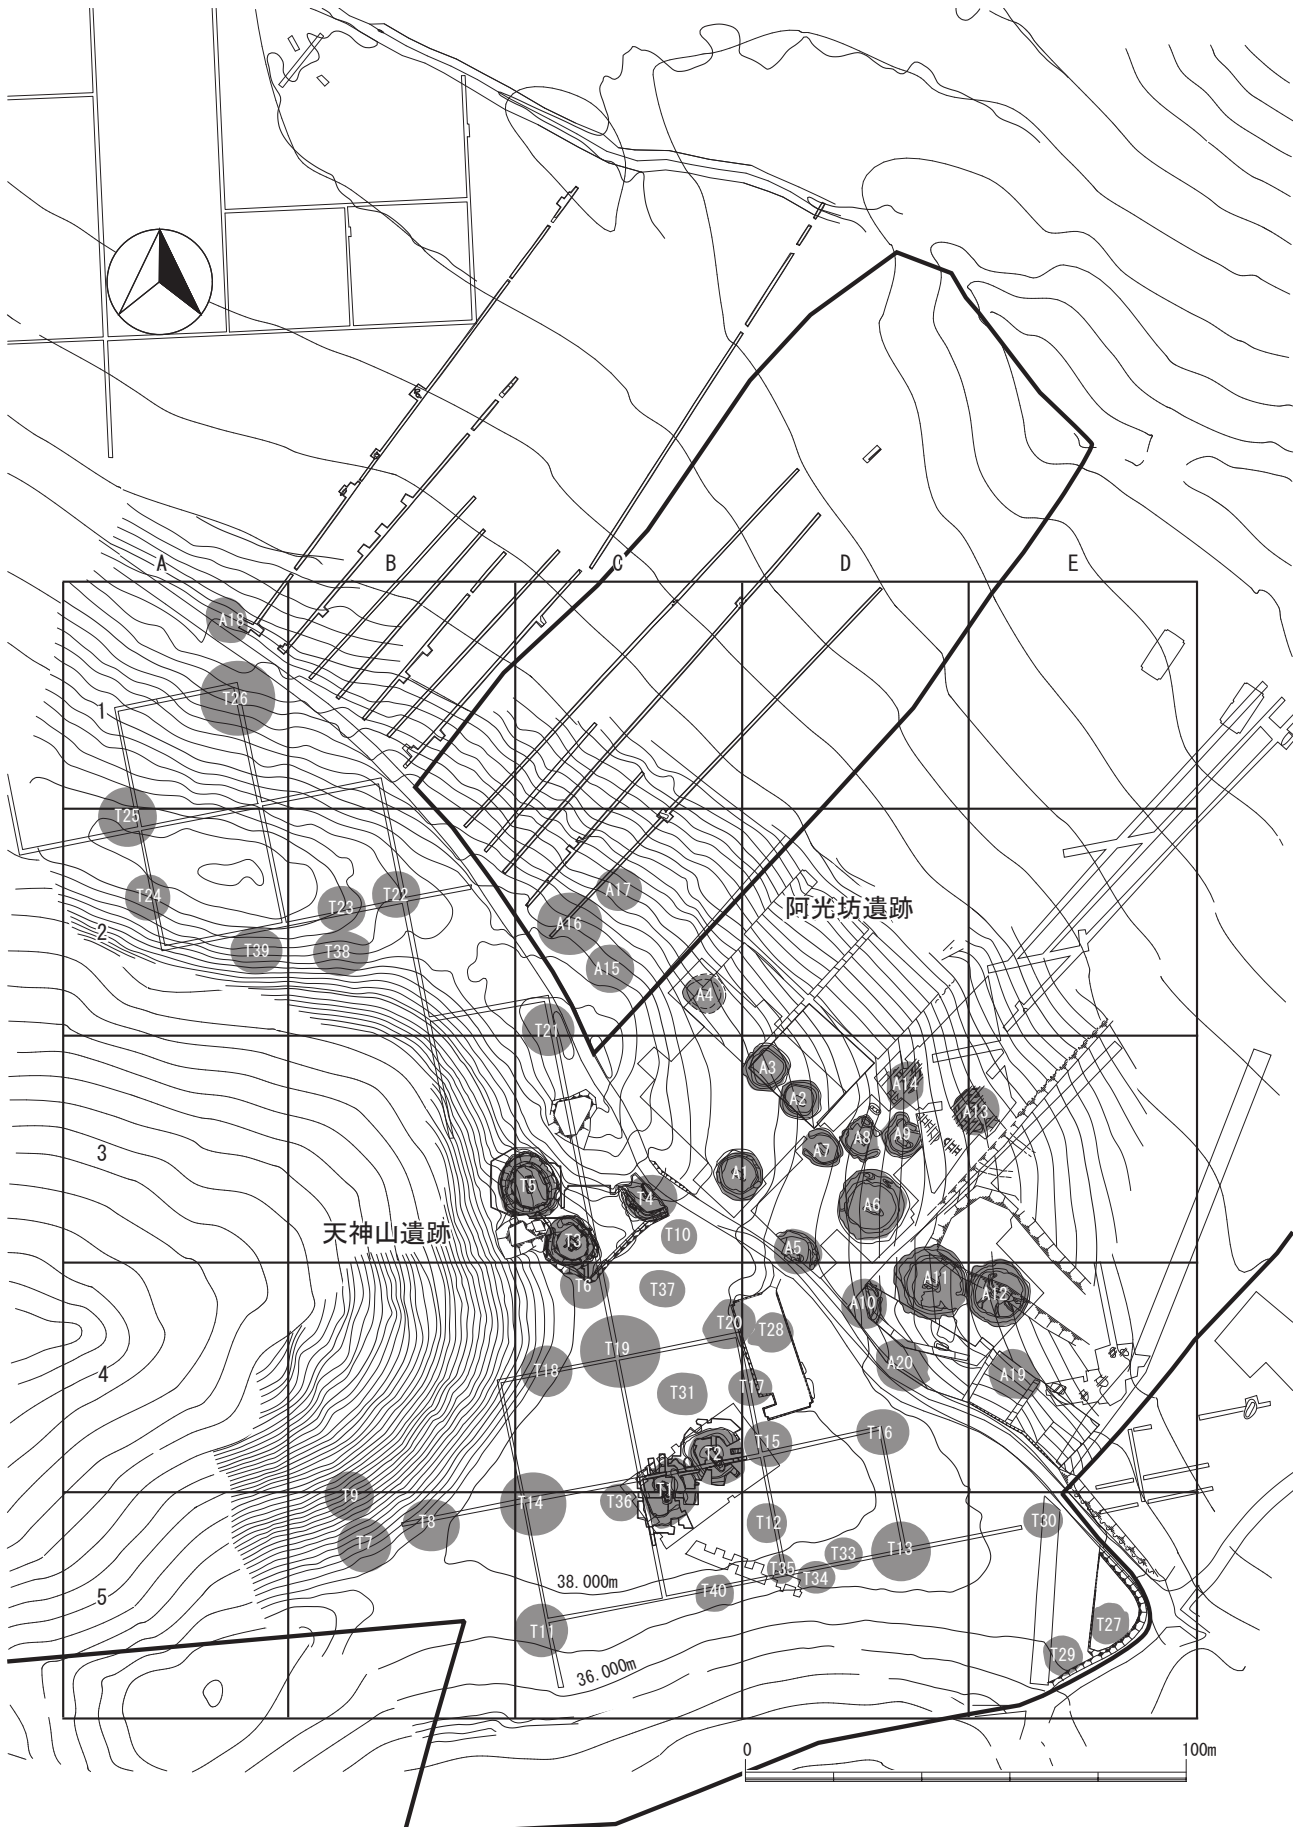 A
B
C
D
E
A18
T26
1
T25
T24
T23
T22
A17
A16
阿光坊遺跡
2
T39
T38
A15
A4
T21
A3
A14
A2
A13
A8
A9
A7
3
A1
T5
T4
A6
天神山遺跡
T3
T10
A5
T6
T37
A11
A12
A10
T20
T28
T19
T18
A20
4
T31
T17
A19
T16
T15
T2
T1
T9
T14
T36
T8
T12
T30
T7
T33
T13
T35
T34
38.000m
T40
5
T11
T27
T29
36.000m
0
100m